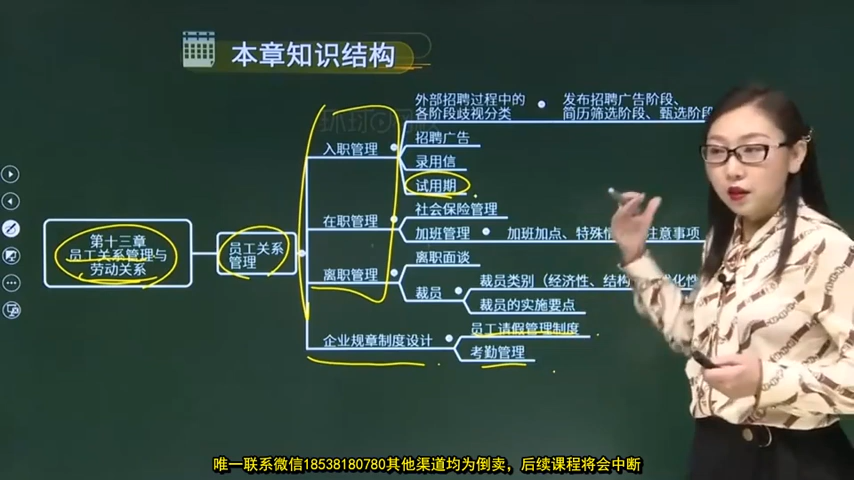 本章知识结构
外部招聘过程中的
各阶段歧视分类
发布招聘广告阶段、
简历筛选阶段、甄选阶段
招聘广告
入职管理
录用信
试用期
社会保险管理
在职管理
加班管理
加班加点、特殊情
注意事项
第十三章
员工关系管理与
劳动关系
员工关系
管理
离职面谈
离职管理
裁员
裁员类别（经济性、结构
优化性
裁员的实施要点
员工请假管理制度
企业规章制度设计
考勤管理
唯一联系微信18538180780其他渠道均为倒卖，后续课程将会中断